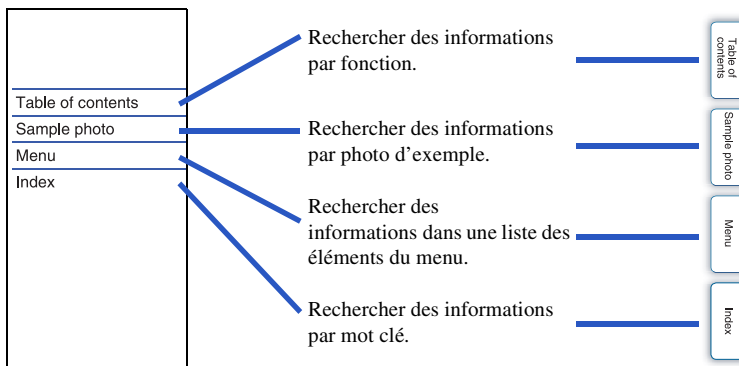 Table of contents
Sample photo
Menu
Index
Rechercher des informations
par fonction.
Rechercher des informations
par photo d’exemple.
Rechercher des
informations dans une liste des
éléments du menu.
Rechercher des informations
par mot clé.
Table of
contents
Sample photo
Menu
Index